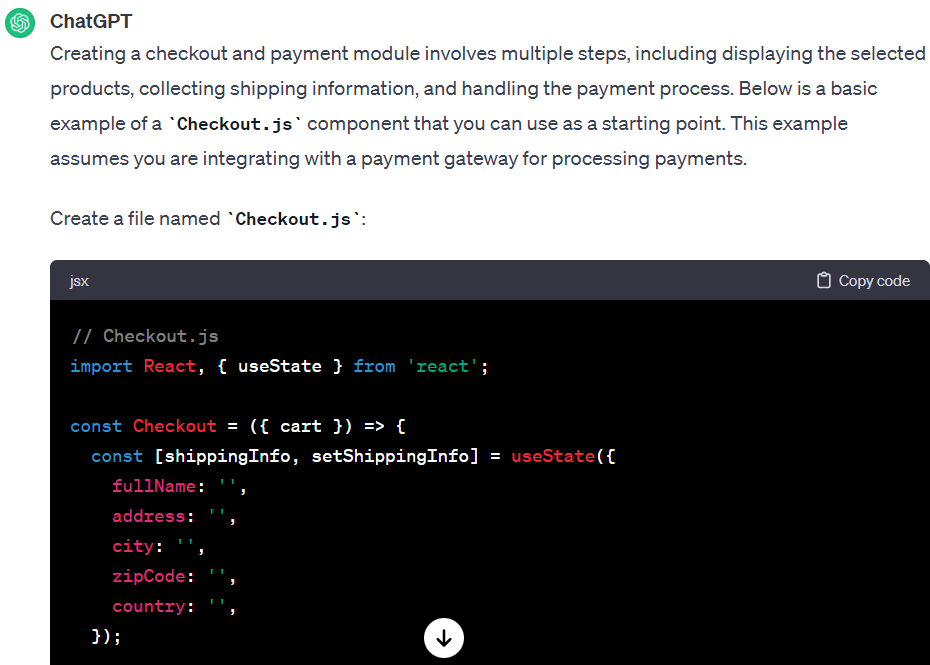 ChatGPT
Creating a checkout and payment module involves multiple steps, including displaying the selected
products, collecting shipping information, and handling the payment process. Below is a basic
example of a `Checkout.js` component that you can use as a starting point. This example
assumes you are integrating with a payment gateway for processing payments.
Create a file named `Checkout.js`:
jsx Copy code
// Checkout.js
import React, { useState } from 'react';
const Checkout = ({ cart }) => {
  const [shippingInfo, setShippingInfo] = useState({
    fullName: '',
    address: '',
    city: '',
    zipCode: '',
    country: '',
  });